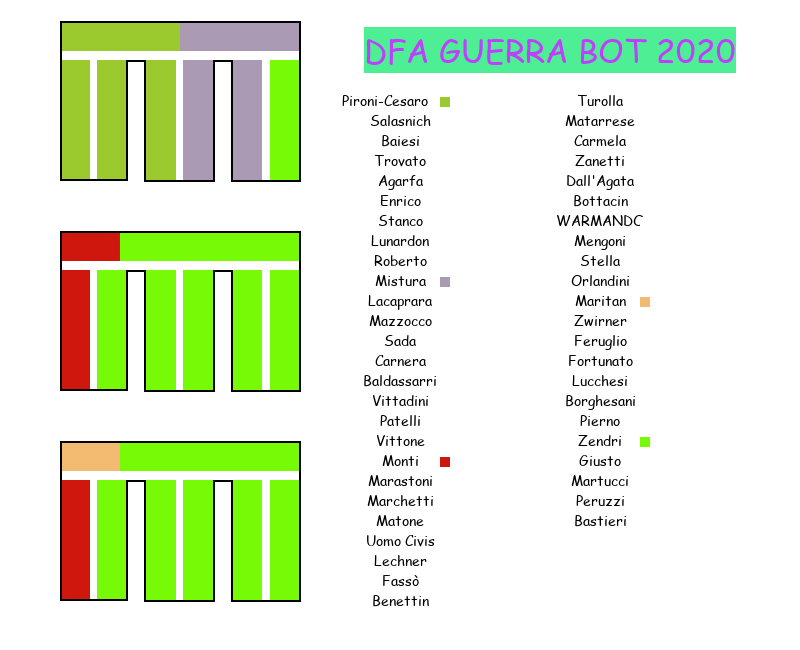 DFA GUERRA BOT 2020
Pironi-Cesaro
Salasnich
Baiesi
Trovato
Agarfa
Enrico
Stanco
Lunardon
Roberto
Mistura
Lacaprara
Mazzocco
Sada
Carnera
Baldassarri
Vittadini
Patelli
Vittone
Monti
Marastoni
Marchetti
Matone
Uomo Civis
Lechner
Fassò
Benettin
Turolla
Matarrese
Carmela
Zanetti
Dall'Agata
Bottacin
WARMANDC
Mengoni
Stella
Orlandini
Maritan
Zwirner
Feruglio
Fortunato
Lucchesi
Borghesani
Pierno
Zendri
Giusto
Martucci
Peruzzi
Bastieri